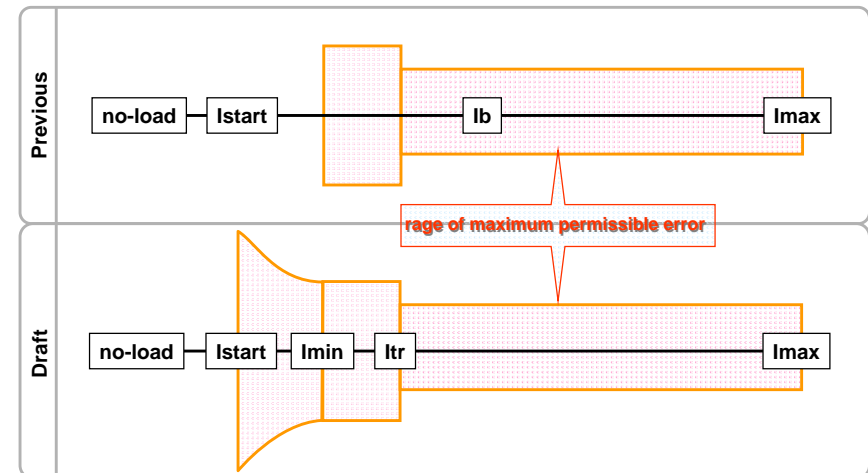 Previous
no-load
Istart
Ib
Imax
rage of maximum permissible error
Draft
no-load
Istart
Imin
Itr
Imax